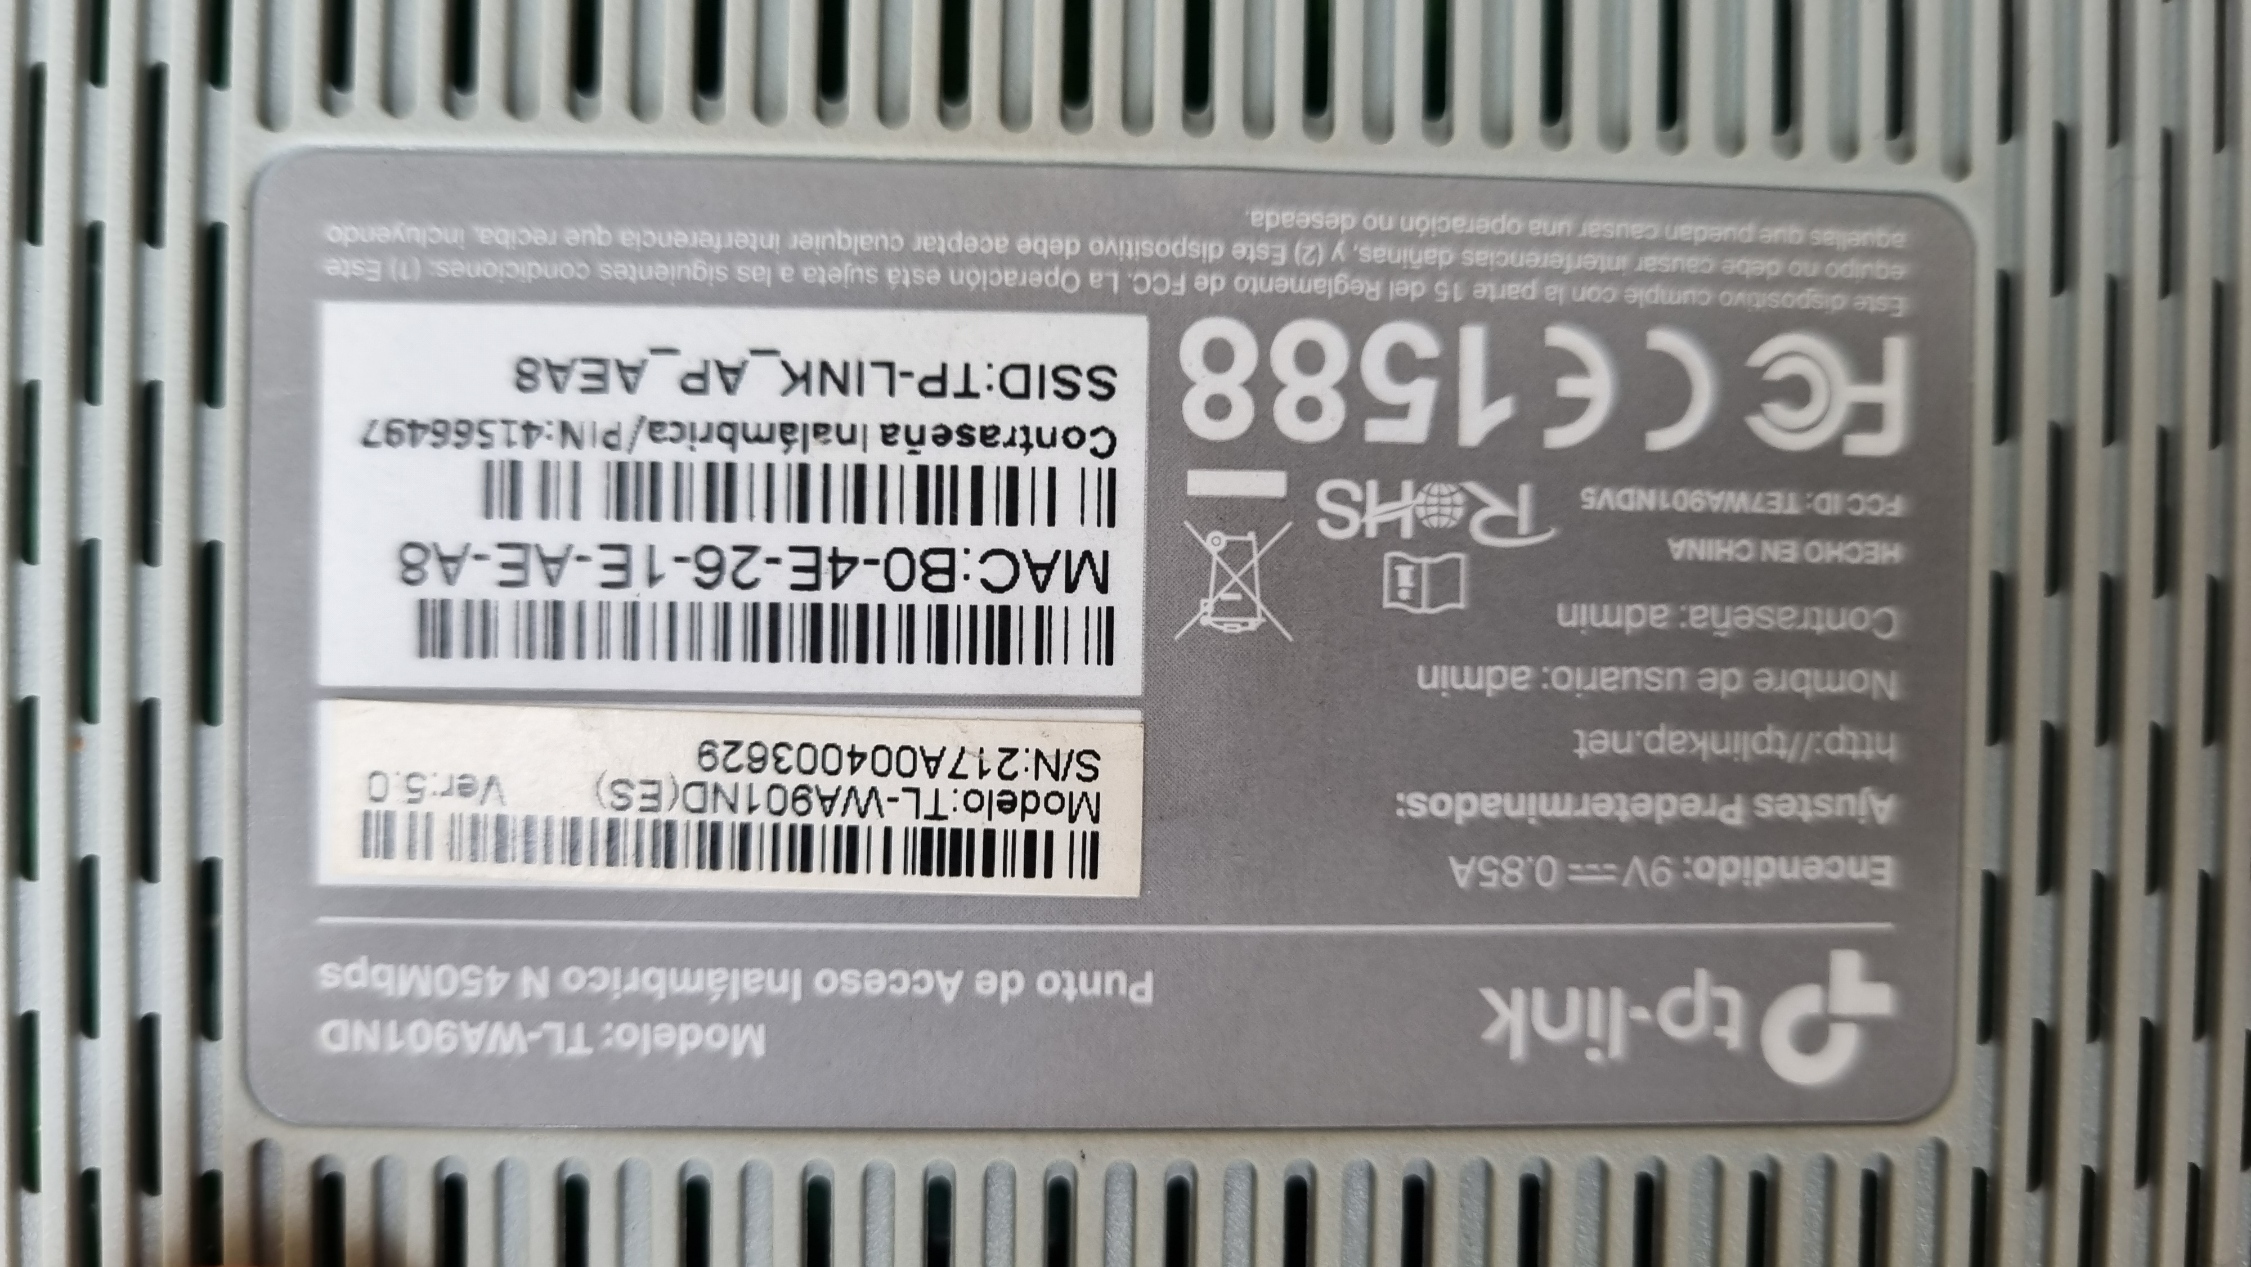 tp-link
Modelo: TL-WA901ND
Punto de Acceso Inalámbrico N 450Mbps
Encendido: 9V⎓0.85A
Ajustes Predeterminados:
http://tplinkap.net
Nombre de usuario: admin
Contraseña: admin
HECHO EN CHINA
FCC ID: TE7WA901NDV5
RoHS
FC CE1588
Modelo:TL-WA901ND(ES) Ver:5.0
S/N:217A004003629
MAC:B0-4E-26-1E-AE-A8
Contraseña Inalámbrica/PIN:41566497
SSID:TP-LINK_AP_AEA8
Este dispositivo cumple con la parte 15 del Reglamento de FCC. La Operación está sujeta a las siguientes condiciones: (1) Este
equipo no debe causar interferencias dañinas, y (2) Este dispositivo debe aceptar cualquier interferencia que reciba, incluyendo
aquellas que puedan causar una operación no deseada.